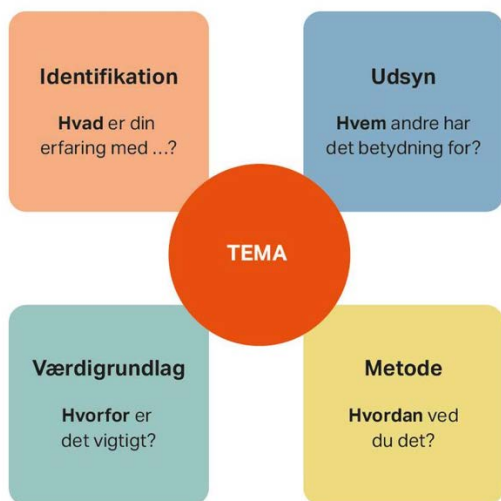 Identifikation
Hvad er din
erfaring med ...?
Udsyn
Hvem andre har
det betydning for?
TEMA
Værdigrundlag
Hvorfor er
det vigtigt?
Metode
Hvordan ved
du det?